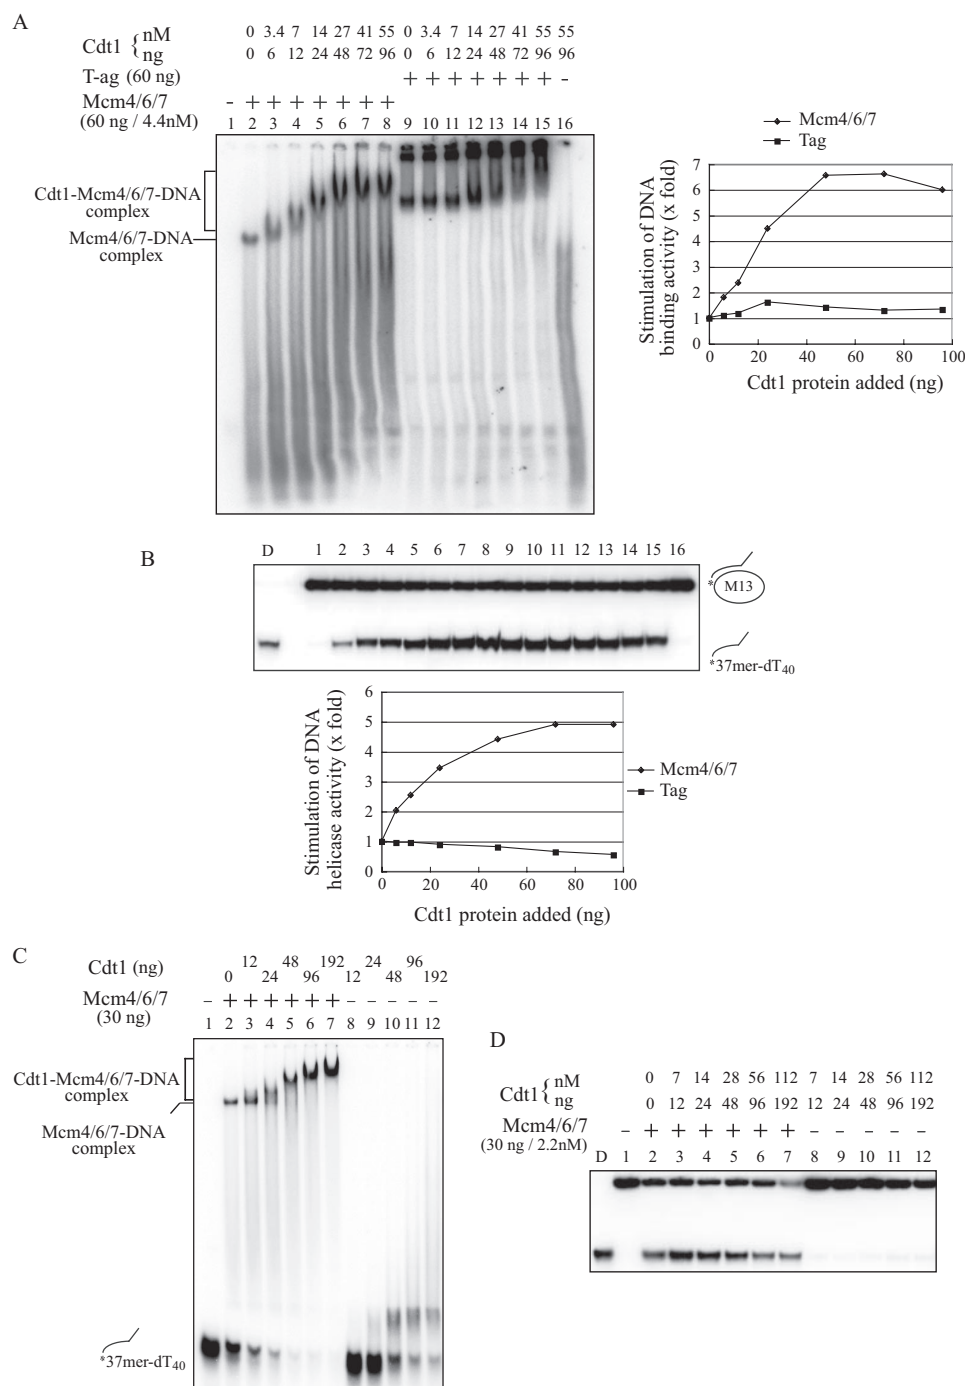 A
Cdt1 { nM 0 3.4 7 14 27 41 55 0 3.4 7 14 27 41 55 55
ng 0 6 12 24 48 72 96 0 6 12 24 48 72 96 96
T-ag (60 ng) + + + + + + + –
Mcm4/6/7 – + + + + + + +
(60 ng / 4.4nM) 1 2 3 4 5 6 7 8 9 10 11 12 13 14 15 16
Cdt1-Mcm4/6/7-DNA
complex
Mcm4/6/7-DNA
complex
Mcm4/6/7
Tag
Stimulation of DNA
binding activity (x fold)
7
6
5
4
3
2
1
0
0 20 40 60 80 100
Cdt1 protein added (ng)
B
D 1 2 3 4 5 6 7 8 9 10 11 12 13 14 15 16
* M13
*37mer-dT40
Stimulation of DNA
helicase activity (x fold)
6
5
4
3
2
1
0
0 20 40 60 80 100
Cdt1 protein added (ng)
Mcm4/6/7
Tag
C
Cdt1 (ng) 0 12 24 48 96 192 12 24 48 96 192
Mcm4/6/7 – + + + + + + – – – – –
(30 ng)
1 2 3 4 5 6 7 8 9 10 11 12
Cdt1-Mcm4/6/7-DNA
complex
Mcm4/6/7-DNA
complex
*37mer-dT40
D
Cdt1 { nM 0 7 14 28 56 112 7 14 28 56 112
ng 0 12 24 48 96 192 12 24 48 96 192
Mcm4/6/7 – + + + + + + – – – – –
(30 ng / 2.2nM)
D 1 2 3 4 5 6 7 8 9 10 11 12